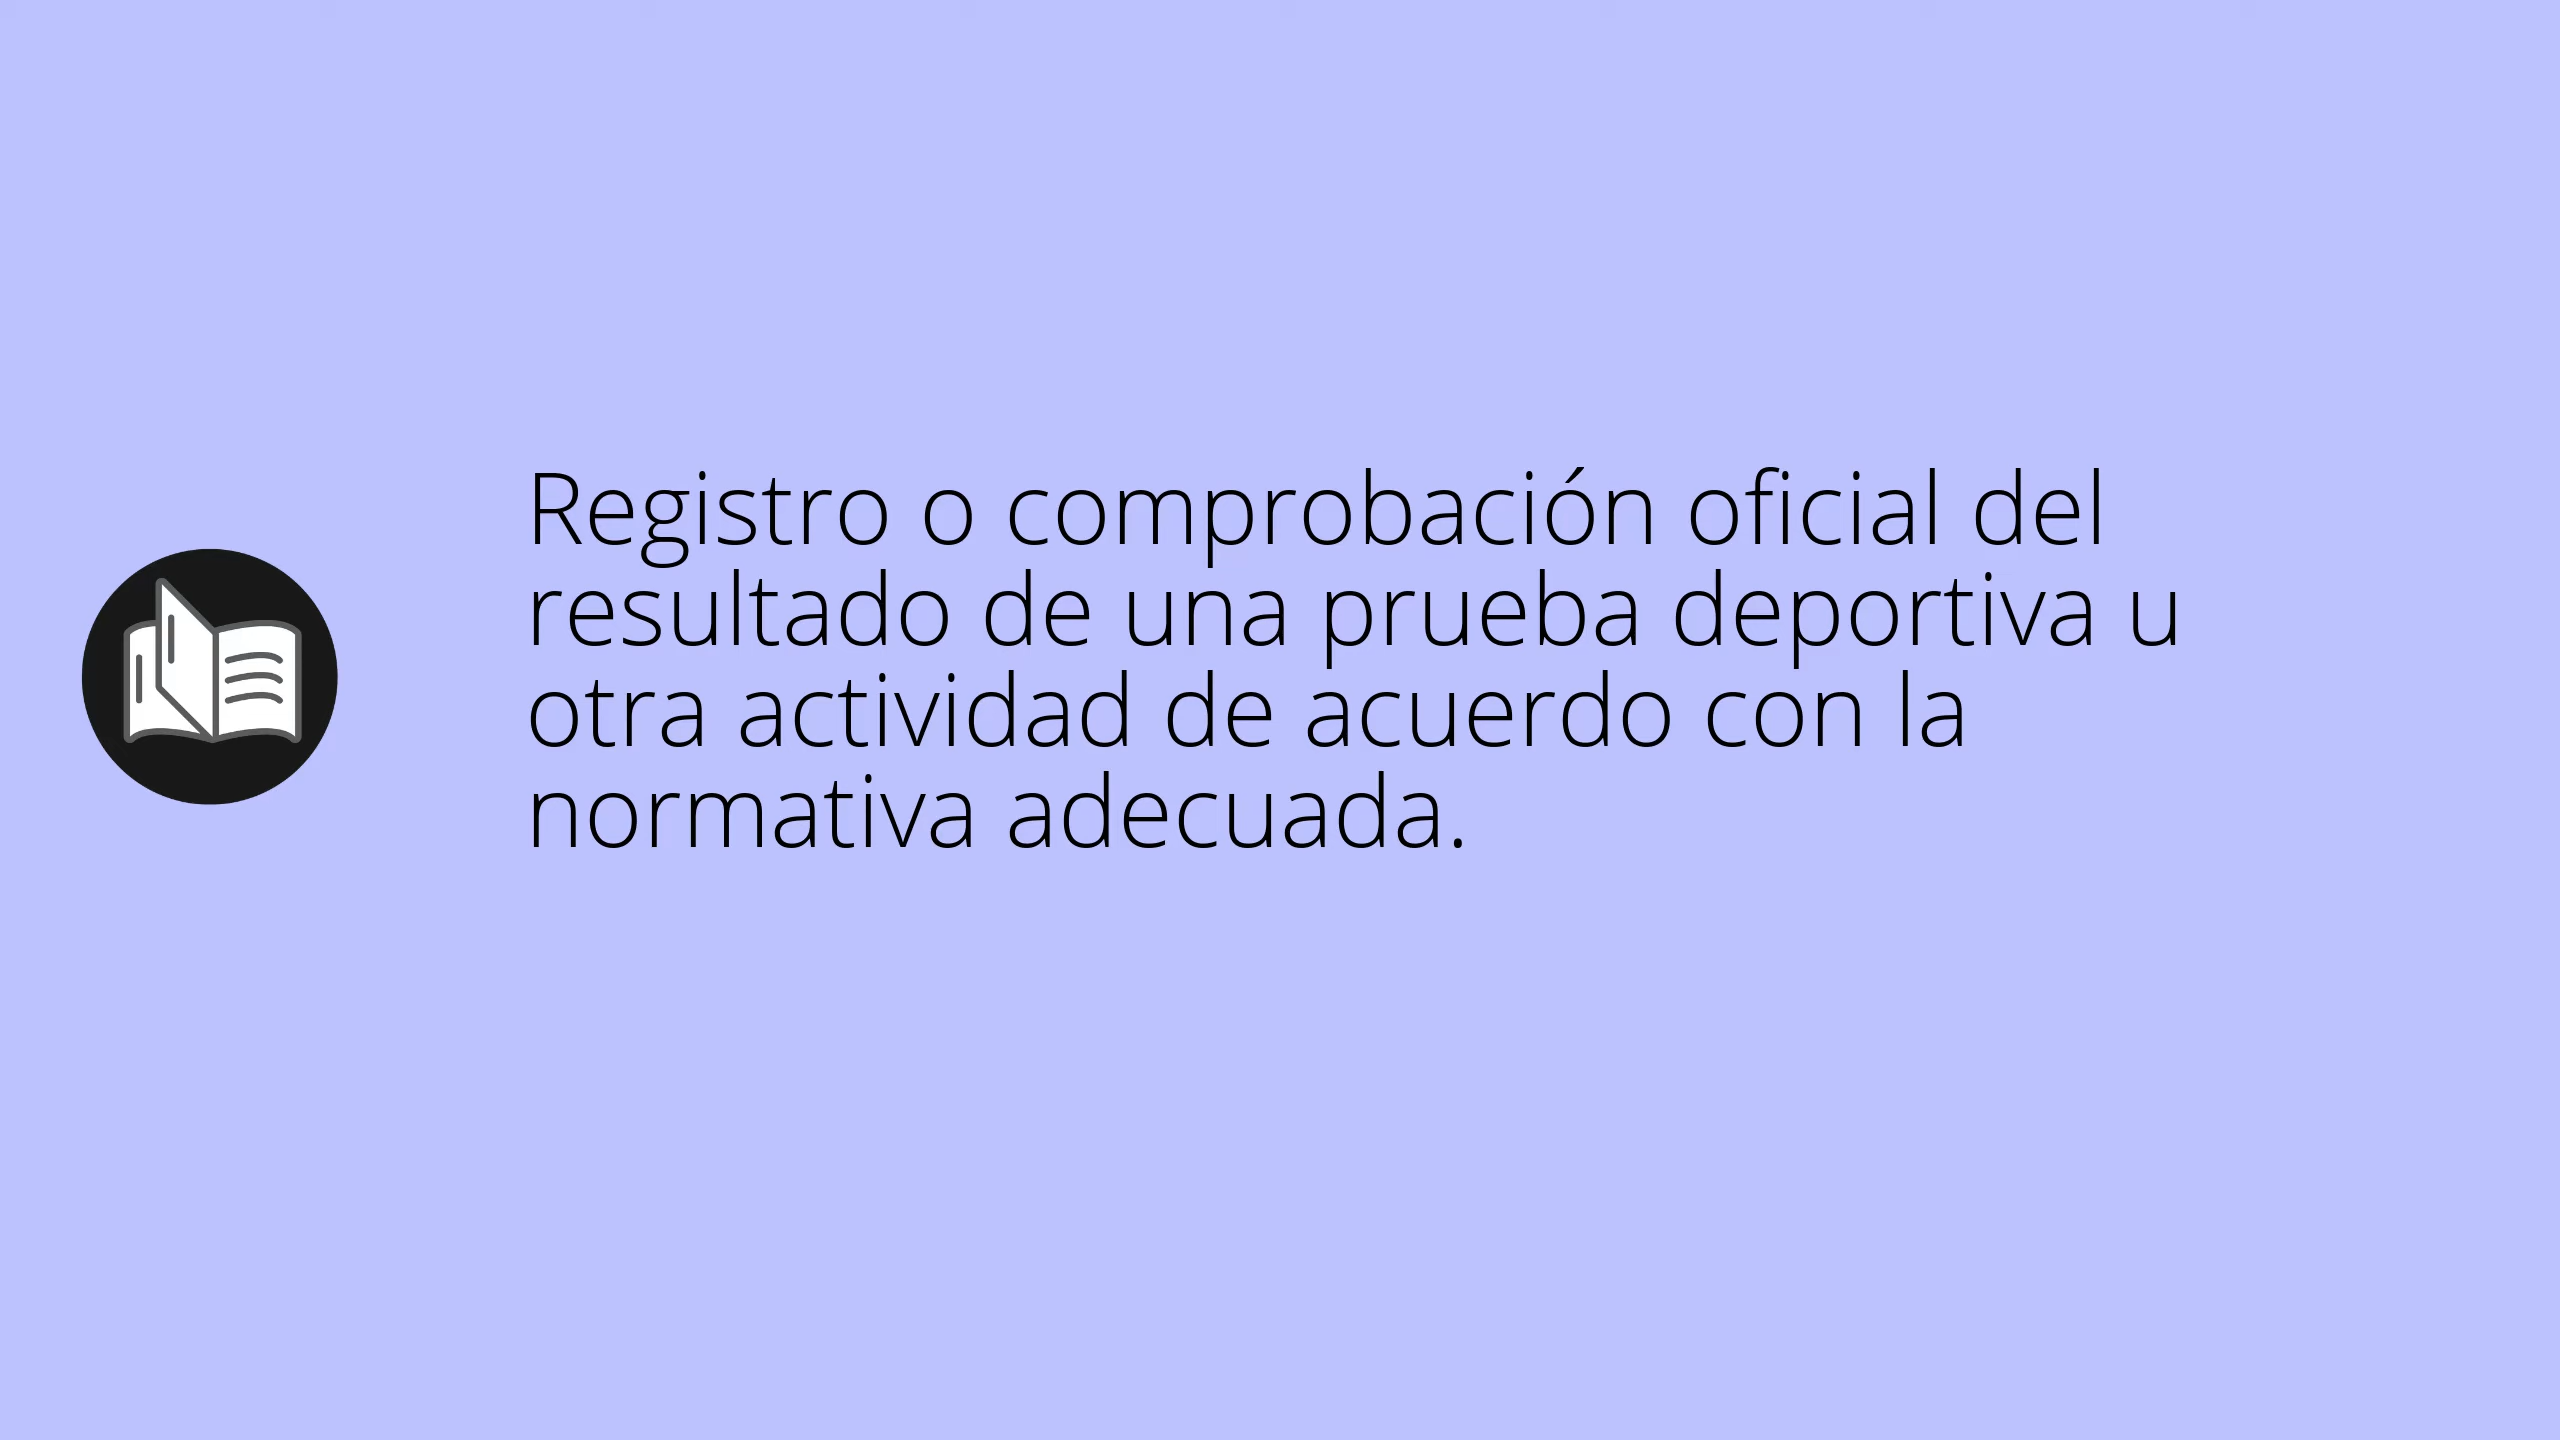 Registro o comprobación oficial del
resultado de una prueba deportiva u
otra actividad de acuerdo con la
normativa adecuada.